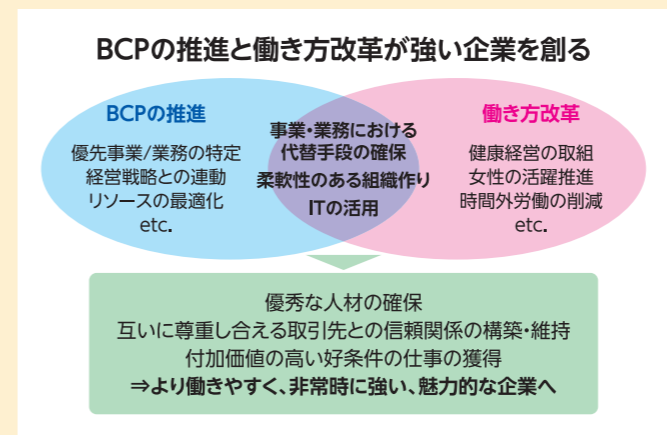 BCPの推進と働き方改革が強い企業を創る
BCPの推進
優先事業/業務の特定
経営戦略との連動
リソースの最適化
etc.
事業・業務における
代替手段の確保
柔軟性のある組織作り
ITの活用
働き方改革
健康経営の取組
女性の活躍推進
時間外労働の削減
etc.
優秀な人材の確保
互いに尊重し合える取引先との信頼関係の構築・維持
付加価値の高い好条件の仕事の獲得
⇒より働きやすく、非常時に強い、魅力的な企業へ